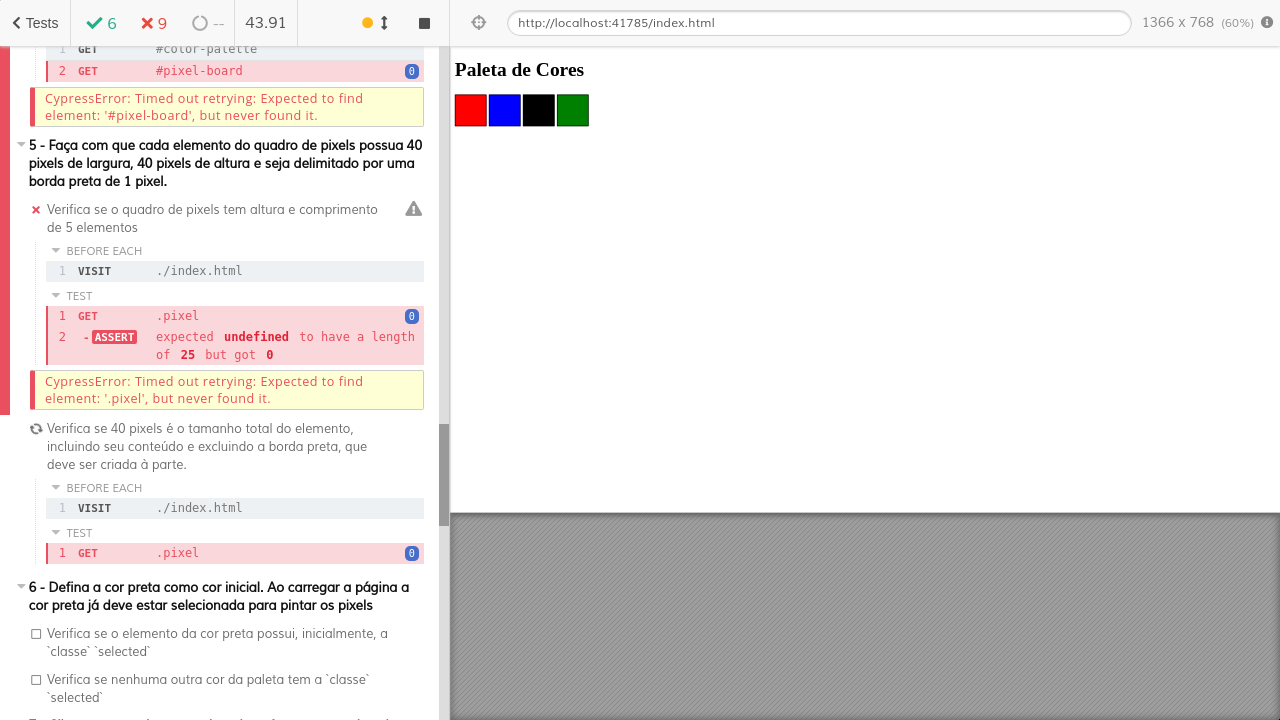 Tests
6
9
--
43.91
http://localhost:41785/index.html
1366 x 768 (60%)
1 GET #color-palette
2 GET #pixel-board 0
CypressError: Timed out retrying: Expected to find
element: '#pixel-board', but never found it.
5 - Faça com que cada elemento do quadro de pixels possua 40
pixels de largura, 40 pixels de altura e seja delimitado por uma
borda preta de 1 pixel.
Verifica se o quadro de pixels tem altura e comprimento
de 5 elementos
BEFORE EACH
1 VISIT ./index.html
TEST
1 GET .pixel 0
2 -ASSERT expected undefined to have a length
of 25 but got 0
CypressError: Timed out retrying: Expected to find
element: '.pixel', but never found it.
Verifica se 40 pixels é o tamanho total do elemento,
incluindo seu conteúdo e excluindo a borda preta, que
deve ser criada à parte.
BEFORE EACH
1 VISIT ./index.html
TEST
1 GET .pixel 0
6 - Defina a cor preta como cor inicial. Ao carregar a página a
cor preta já deve estar selecionada para pintar os pixels
Verifica se o elemento da cor preta possui, inicialmente, a
`classe` `selected`
Verifica se nenhuma outra cor da paleta tem a `classe`
`selected`
Paleta de Cores